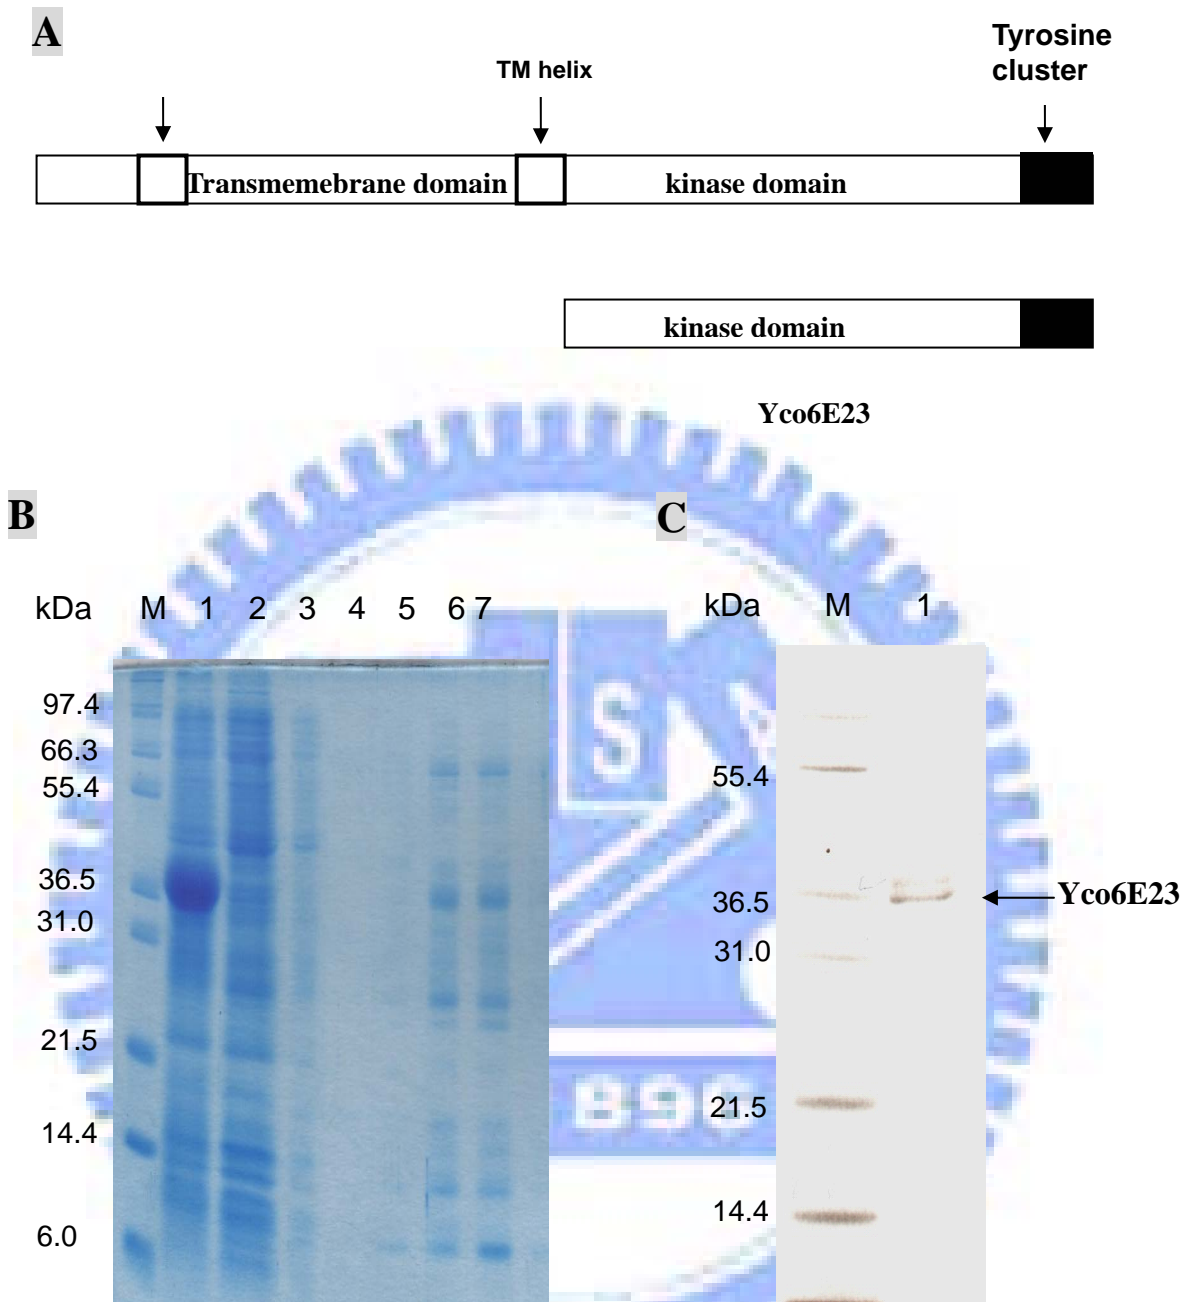 A
Tyrosine
cluster
TM helix
Transmemebrane domain
kinase domain
kinase domain
Yco6E23
B
C
kDa M 1 2 3 4 5 6 7
kDa M 1
97.4
66.3
55.4
36.5
31.0
21.5
14.4
6.0
55.4
36.5
31.0
21.5
14.4
Yco6E23
S
A
896